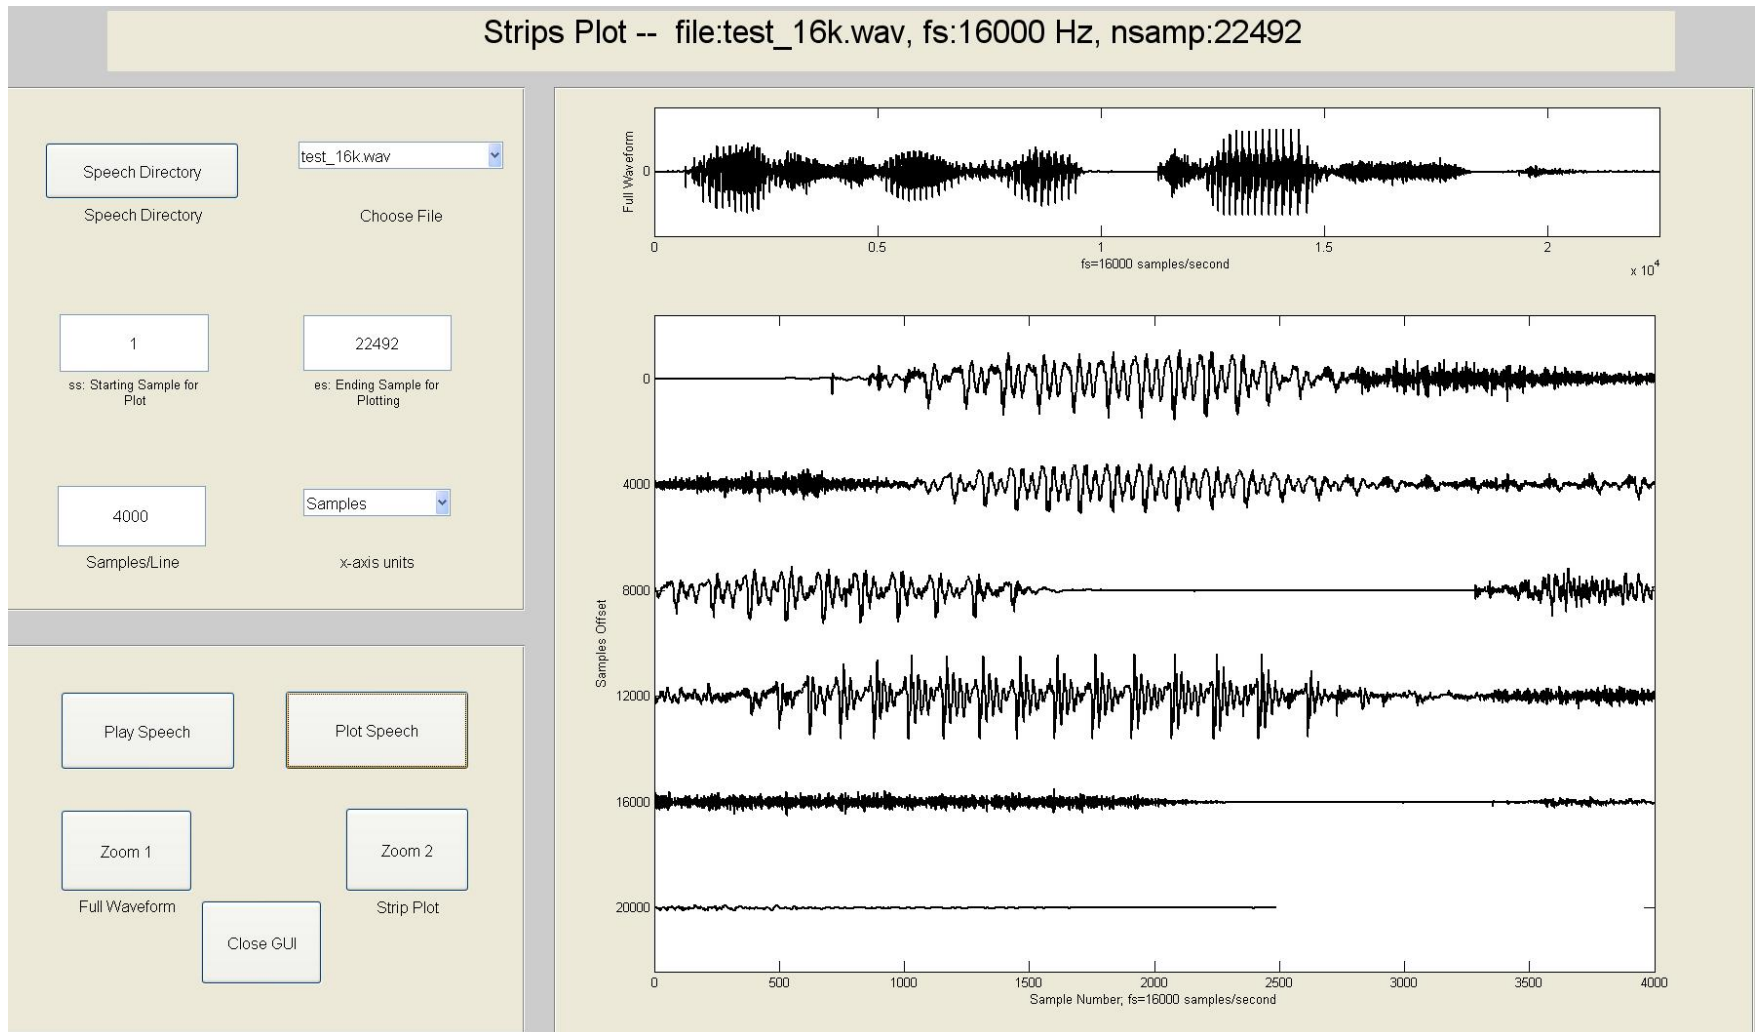 Strips Plot --  file:test_16k.wav, fs:16000 Hz, nsamp:22492
Speech Directory
Speech Directory
test_16k.wav
Choose File
1
ss: Starting Sample for
Plot
22492
es: Ending Sample for
Plotting
4000
Samples/Line
Samples
x-axis units
Play Speech
Plot Speech
Zoom 1
Full Waveform
Zoom 2
Strip Plot
Close GUI
Full Waveform
0
0
0.5
1
1.5
2
x 10^4
fs=16000 samples/second
Samples Offset
0
4000
8000
12000
16000
20000
0
500
1000
1500
2000
2500
3000
3500
4000
Sample Number; fs=16000 samples/second